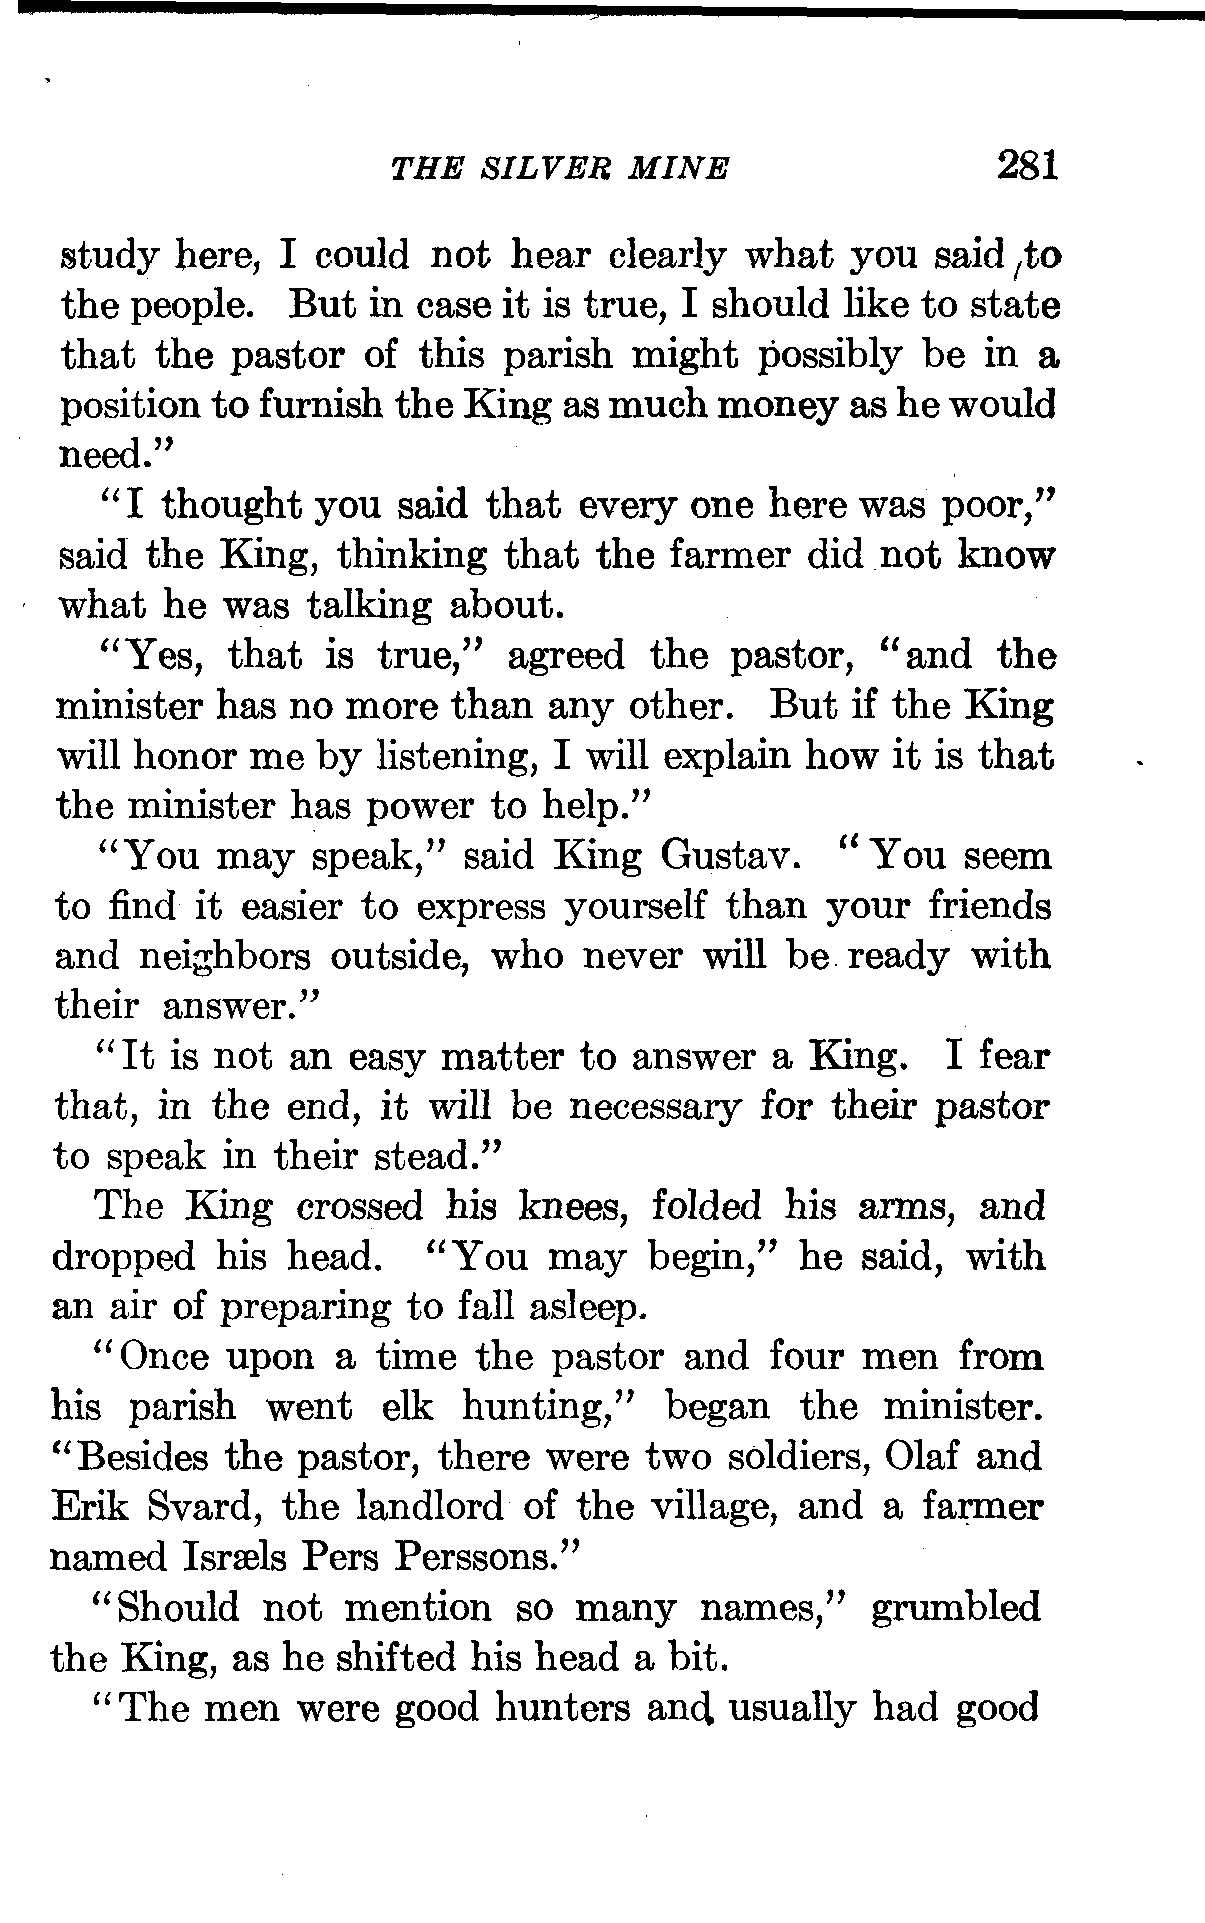 THE SILVER MINE 281
study here, I could not hear clearly what you said to
the people. But in case it is true, I should like to state
that the pastor of this parish might possibly be in a
position to furnish the King as much money as he would
need.”
“I thought you said that every one here was poor,”
said the King, thinking that the farmer did not know
what he was talking about.
“Yes, that is true,” agreed the pastor, “and the
minister has no more than any other. But if the King
will honor me by listening, I will explain how it is that
the minister has power to help.”
“You may speak,” said King Gustav. “You seem
to find it easier to express yourself than your friends
and neighbors outside, who never will be ready with
their answer.”
“It is not an easy matter to answer a King. I fear
that, in the end, it will be necessary for their pastor
to speak in their stead.”
The King crossed his knees, folded his arms, and
dropped his head. “You may begin,” he said, with
an air of preparing to fall asleep.
“Once upon a time the pastor and four men from
his parish went elk hunting,” began the minister.
“Besides the pastor, there were two soldiers, Olaf and
Erik Svard, the landlord of the village, and a farmer
named Isræls Pers Perssons.”
“Should not mention so many names,” grumbled
the King, as he shifted his head a bit.
“The men were good hunters and usually had good